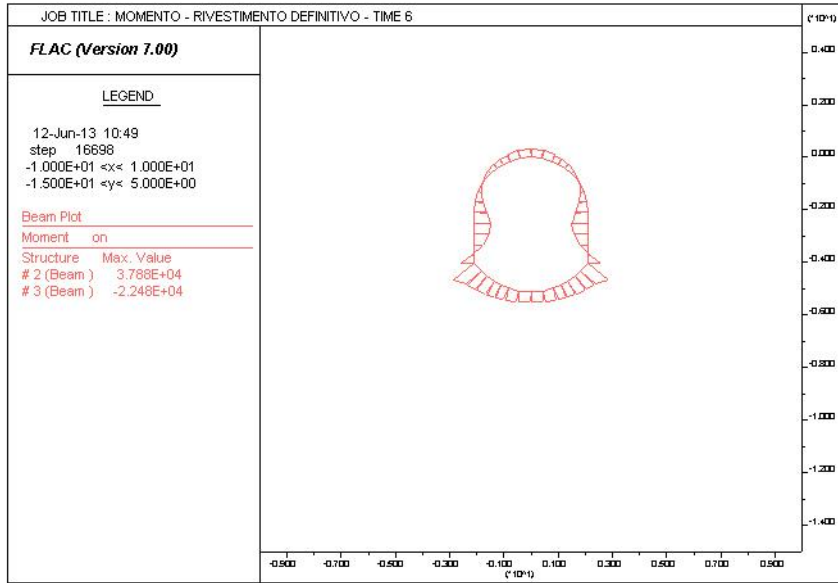 JOB TITLE : MOMENTO - RIVESTIMENTO DEFINITIVO - TIME 6
FLAC (Version 7.00)
LEGEND
12-Jun-13 10:49
step 16698
-1.000E+01 <x< 1.000E+01
-1.500E+01 <y< 5.000E+00
Beam Plot
Moment on
Structure Max. Value
# 2 (Beam ) 3.788E+04
# 3 (Beam ) -2.248E+04
(*10^1)
0.400
0.200
0.000
-0.200
-0.400
-0.600
-0.800
-1.000
-1.200
-1.400
-0.900 -0.700 -0.500 -0.300 -0.100 0.100 0.300 0.500 0.700 0.900
(*10^1)